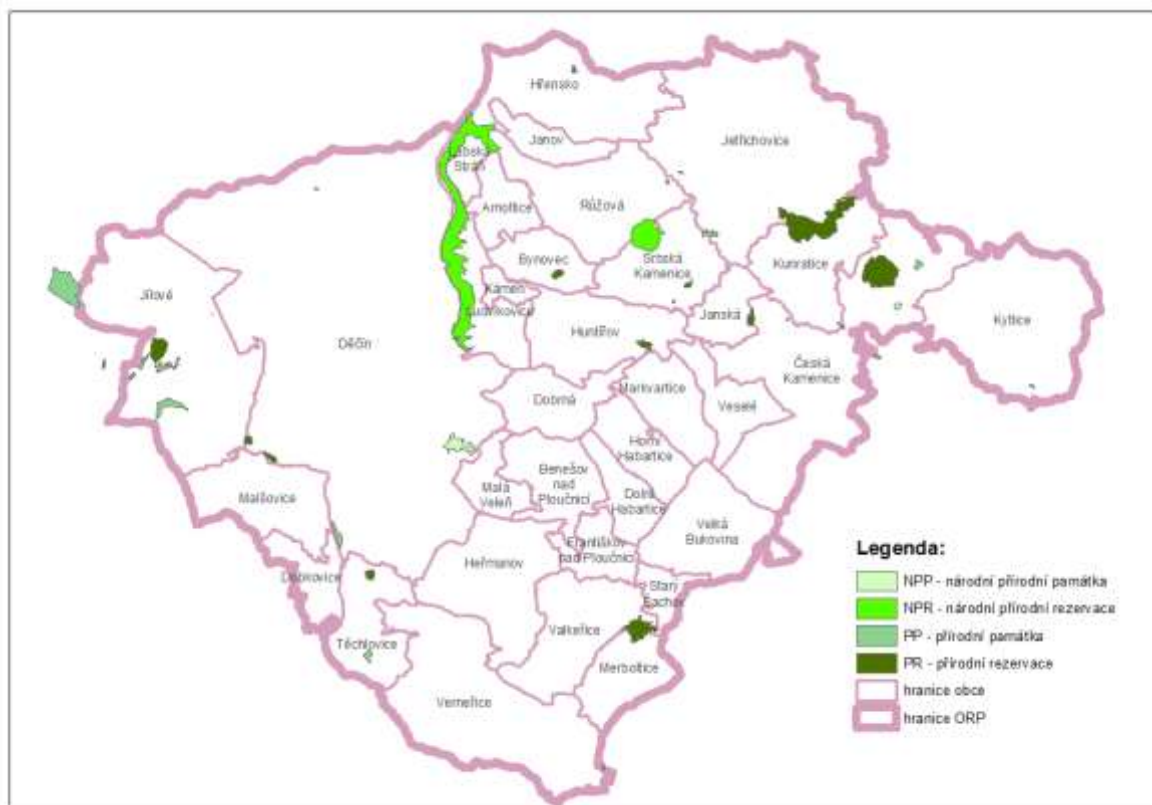 Hřensko
Janov
Jetřichovice
Labská
Stráň
Arnoltice
Růžová
Bynovec
Srbská
Kamenice
Kunratice
Kámen
Ludvíkovice
Janská
Kytlice
Jílové
Děčín
Huntířov
Česká
Kamenice
Dobrná
Markvartice
Veselé
Horní
Habartice
Benešov
nad
Ploučnicí
Malá
Veleň
Dolní
Habartice
Malšovice
Velká
Bukovina
Františkov
nad Ploučnicí
Heřmanov
Dobkovice
Starý
Šachov
Valkeřice
Těchlovice
Merboltice
Verneřice
Legenda:
NPP - národní přírodní památka
NPR - národní přírodní rezervace
PP - přírodní památka
PR - přírodní rezervace
hranice obce
hranice ORP